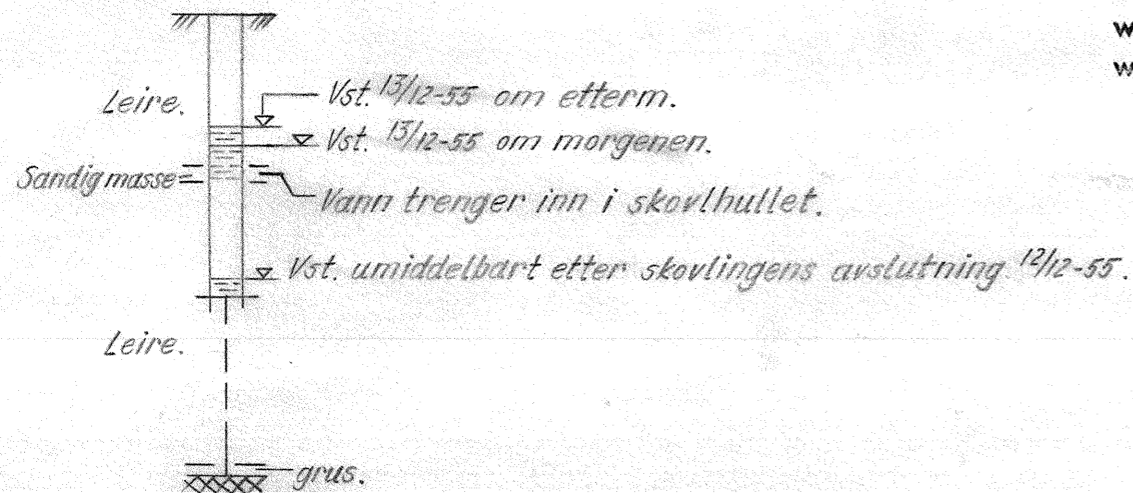 w
w
Leire.
Vst. 13/12-55 om etterm.
Vst. 13/12-55 om morgenen.
Sandig masse
Vann trenger inn i skovlhullet.
Vst. umiddelbart etter skovlingens avslutning 12/12-55.
Leire.
grus.